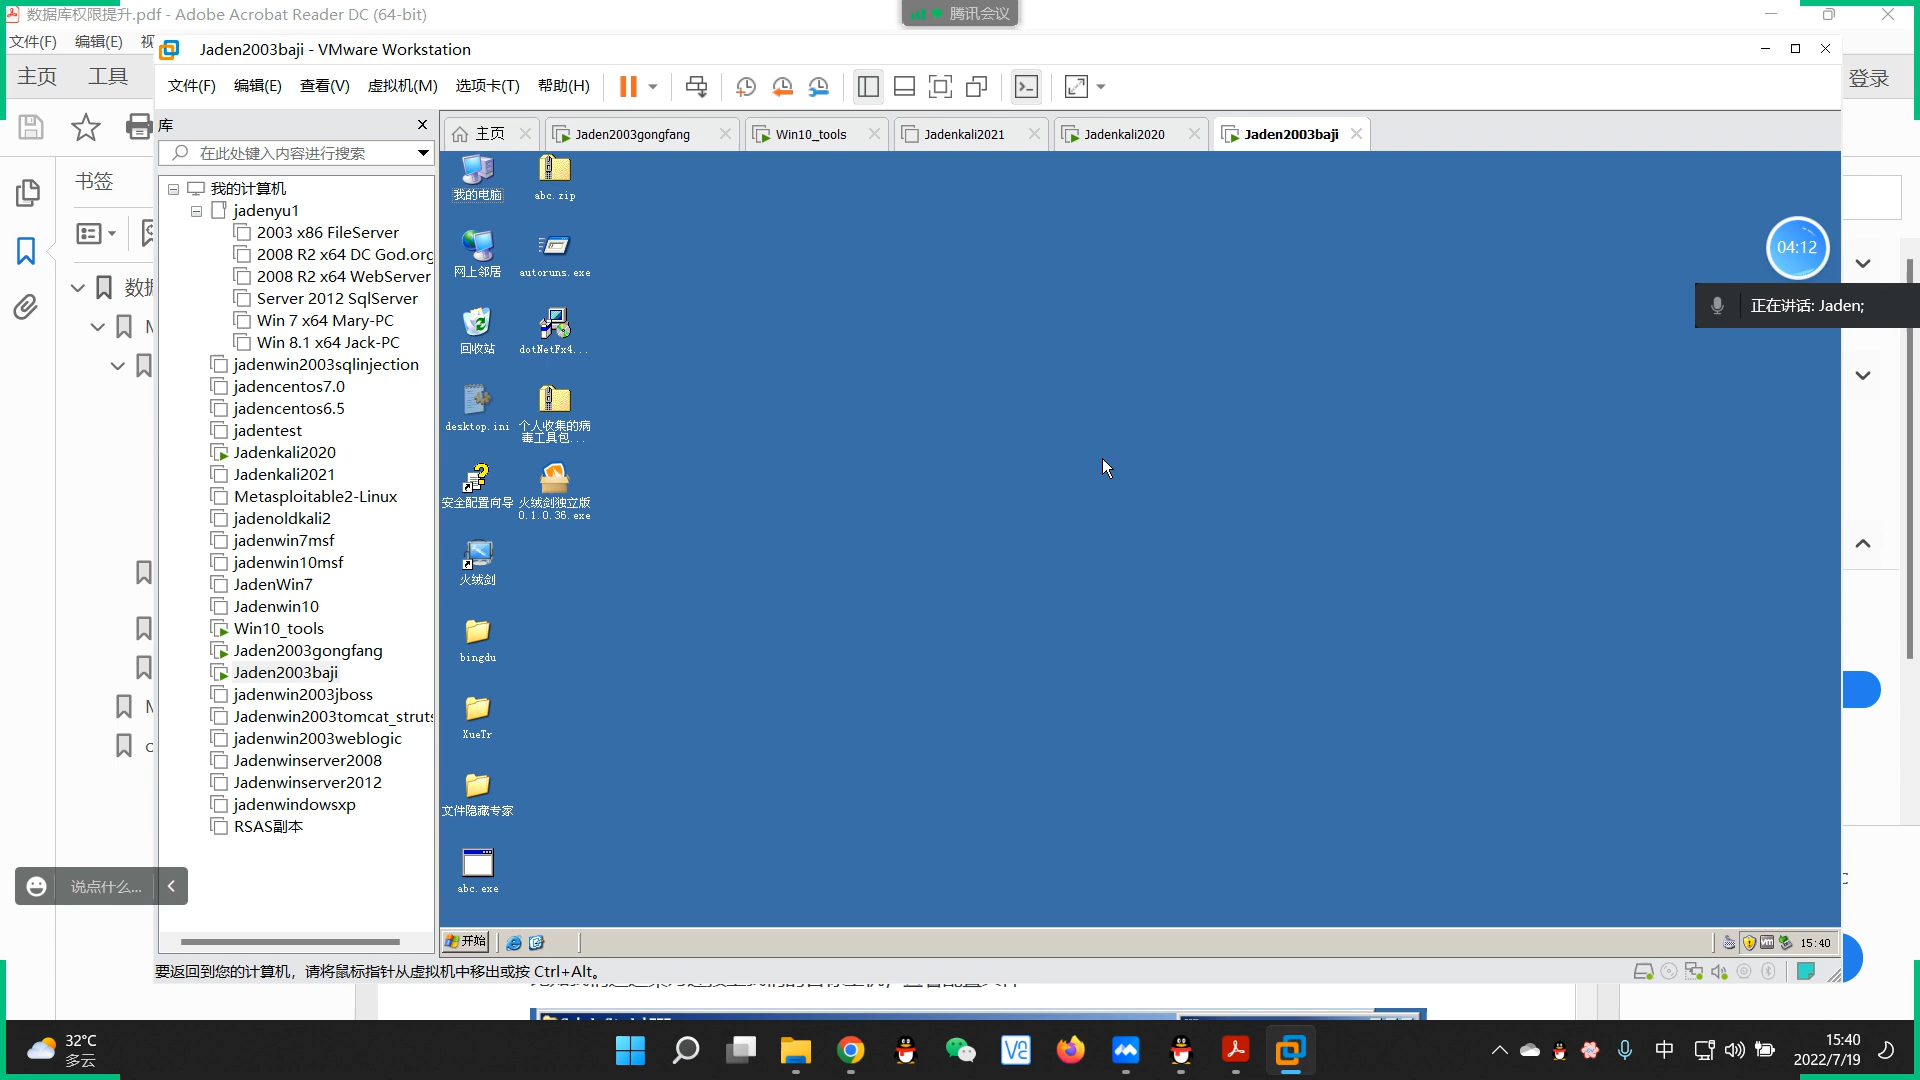 数据库权限提升.pdf - Adobe Acrobat Reader DC (64-bit)
腾讯会议
文件(F) 编辑(E) 视
主页 工具
登录
书签
数据
Jaden2003baji - VMware Workstation
文件(F) 编辑(E) 查看(V) 虚拟机(M) 选项卡(T) 帮助(H)
库
在此处键入内容进行搜索
主页
Jaden2003gongfang
Win10_tools
Jadenkali2021
Jadenkali2020
Jaden2003baji
我的计算机
jadenyu1
2003 x86 FileServer
2008 R2 x64 DC God.org
2008 R2 x64 WebServer
Server 2012 SqlServer
Win 7 x64 Mary-PC
Win 8.1 x64 Jack-PC
jadenwin2003sqlinjection
jadencentos7.0
jadencentos6.5
jadentest
Jadenkali2020
Jadenkali2021
Metasploitable2-Linux
jadenoldkali2
jadenwin7msf
jadenwin10msf
JadenWin7
Jadenwin10
Win10_tools
Jaden2003gongfang
Jaden2003baji
jadenwin2003jboss
Jadenwin2003tomcat_struts
jadenwin2003weblogic
Jadenwinserver2008
Jadenwinserver2012
jadenwindowsxp
RSAS副本
我的电脑
abc.zip
网上邻居
autoruns.exe
回收站
dotNetFx4...
desktop.ini
个人收集的病
毒工具包...
安全配置向导
火绒剑独立版
0.1.0.36.exe
火绒剑
bingdu
XueTr
文件隐藏专家
abc.exe
04:12
正在讲话: Jaden;
说点什么...
开始
15:40
要返回到您的计算机，请将鼠标指针从虚拟机中移出或按 Ctrl+Alt。
32°C
多云
中
15:40
2022/7/19